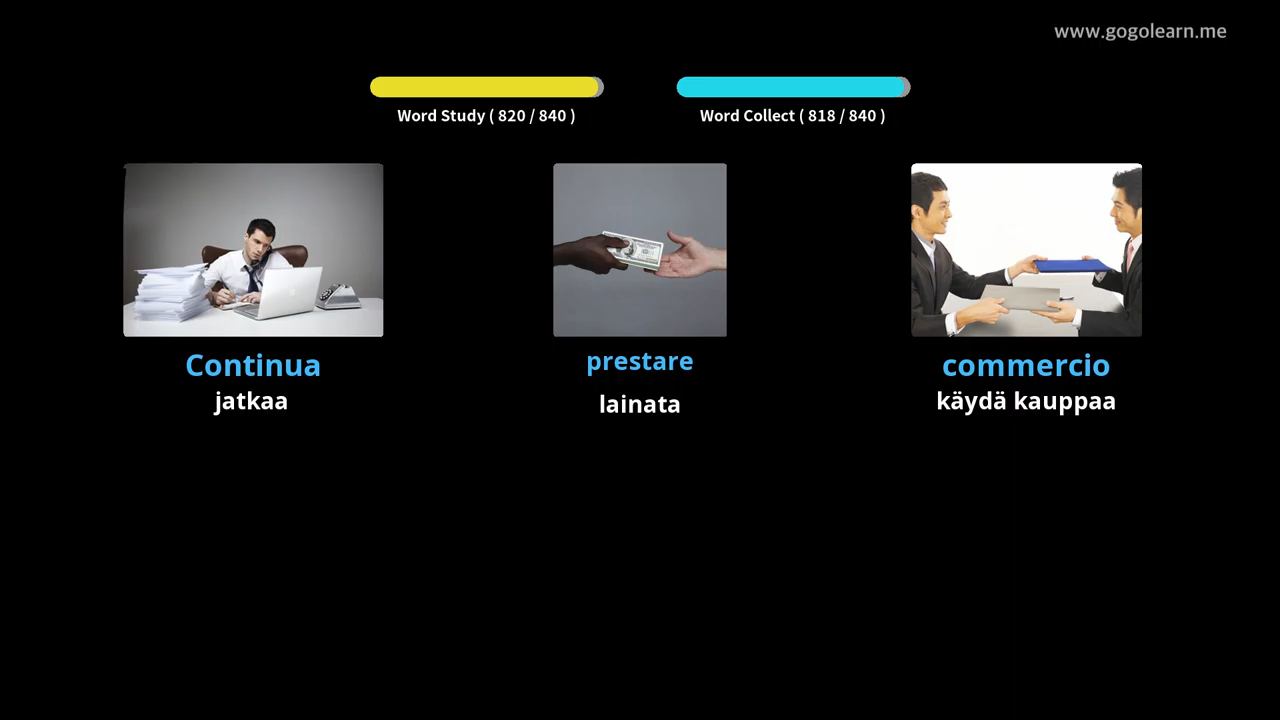 www.gogolearn.me
Word Study ( 820 / 840 )
Word Collect ( 818 / 840 )
Continua
jatkaa
prestare
lainata
commercio
käydä kauppaa